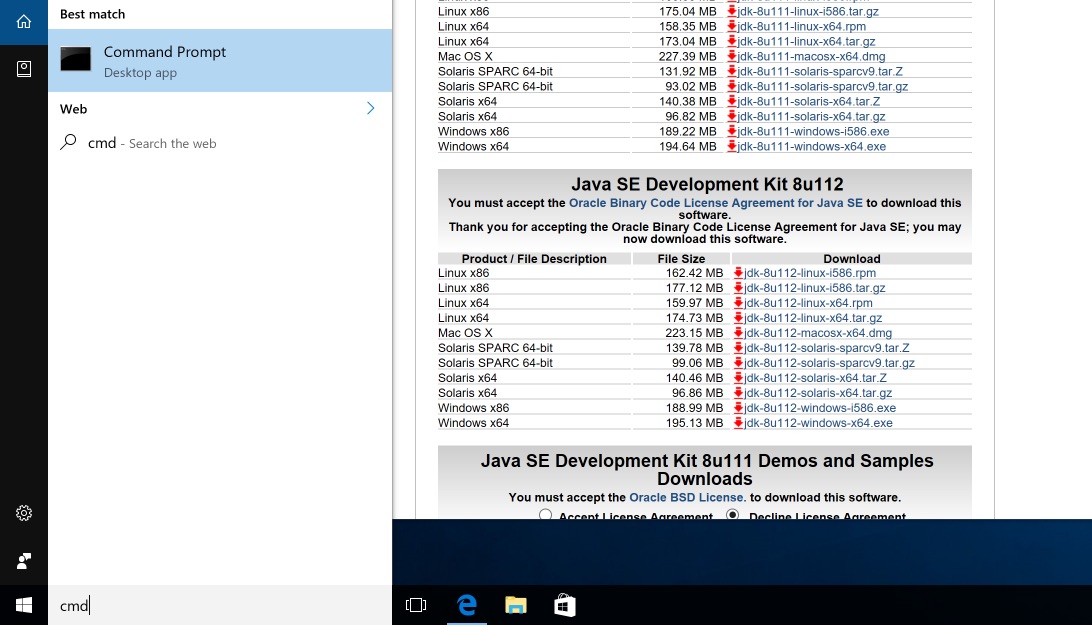 Best match
Command Prompt
Desktop app
Web
cmd - Search the web
cmd
Linux x86 175.04 MB jdk-8u111-linux-i586.tar.gz
Linux x64 158.35 MB jdk-8u111-linux-x64.rpm
Linux x64 173.04 MB jdk-8u111-linux-x64.tar.gz
Mac OS X 227.39 MB jdk-8u111-macosx-x64.dmg
Solaris SPARC 64-bit 131.92 MB jdk-8u111-solaris-sparcv9.tar.Z
Solaris SPARC 64-bit 93.02 MB jdk-8u111-solaris-sparcv9.tar.gz
Solaris x64 140.38 MB jdk-8u111-solaris-x64.tar.Z
Solaris x64 96.82 MB jdk-8u111-solaris-x64.tar.gz
Windows x86 189.22 MB jdk-8u111-windows-i586.exe
Windows x64 194.64 MB jdk-8u111-windows-x64.exe
Java SE Development Kit 8u112
You must accept the Oracle Binary Code License Agreement for Java SE to download this
software.
Thank you for accepting the Oracle Binary Code License Agreement for Java SE; you may
now download this software.
Product / File Description File Size Download
Linux x86 162.42 MB jdk-8u112-linux-i586.rpm
Linux x86 177.12 MB jdk-8u112-linux-i586.tar.gz
Linux x64 159.97 MB jdk-8u112-linux-x64.rpm
Linux x64 174.73 MB jdk-8u112-linux-x64.tar.gz
Mac OS X 223.15 MB jdk-8u112-macosx-x64.dmg
Solaris SPARC 64-bit 139.78 MB jdk-8u112-solaris-sparcv9.tar.Z
Solaris SPARC 64-bit 99.06 MB jdk-8u112-solaris-sparcv9.tar.gz
Solaris x64 140.46 MB jdk-8u112-solaris-x64.tar.Z
Solaris x64 96.86 MB jdk-8u112-solaris-x64.tar.gz
Windows x86 188.99 MB jdk-8u112-windows-i586.exe
Windows x64 195.13 MB jdk-8u112-windows-x64.exe
Java SE Development Kit 8u111 Demos and Samples
Downloads
You must accept the Oracle BSD License. to download this software.
Accept License Agreement Decline License Agreement